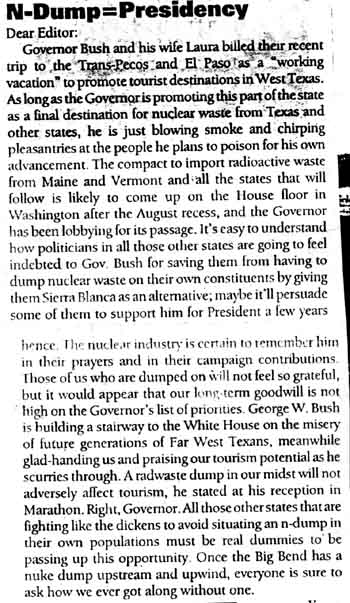 N-Dump=Presidency
Dear Editor:
Governor Bush and his wife Laura billed their recent
trip to the Trans-Pecos and El Paso as a "working
vacation" to promote tourist destinations in West Texas.
As long as the Governor is promoting this part of the state
as a final destination for nuclear waste from Texas and
other states, he is just blowing smoke and chirping
pleasantries at the people he plans to poison for his own
advancement. The compact to import radioactive waste
from Maine and Vermont and all the states that will
follow is likely to come up on the House floor in
Washington after the August recess, and the Governor
has been lobbying for its passage. It's easy to understand
how politicians in all those other states are going to feel
indebted to Gov. Bush for saving them from having to
dump nuclear waste on their own constituents by giving
them Sierra Blanca as an alternative; maybe it'll persuade
some of them to support him for President a few years
hence. The nuclear industry is certain to remember him
in their prayers and in their campaign contributions.
Those of us who are dumped on will not feel so grateful,
but it would appear that our long-term goodwill is not
high on the Governor's list of priorities. George W. Bush
is building a stairway to the White House on the misery
of future generations of Far West Texans, meanwhile
glad-handing us and praising our tourism potential as he
scurries through. A radwaste dump in our midst will not
adversely affect tourism, he stated at his reception in
Marathon. Right, Governor. All those other states that are
fighting like the dickens to avoid situating an n-dump in
their own populations must be real dummies to be
passing up this opportunity. Once the Big Bend has a
nuke dump upstream and upwind, everyone is sure to
ask how we ever got along without one.